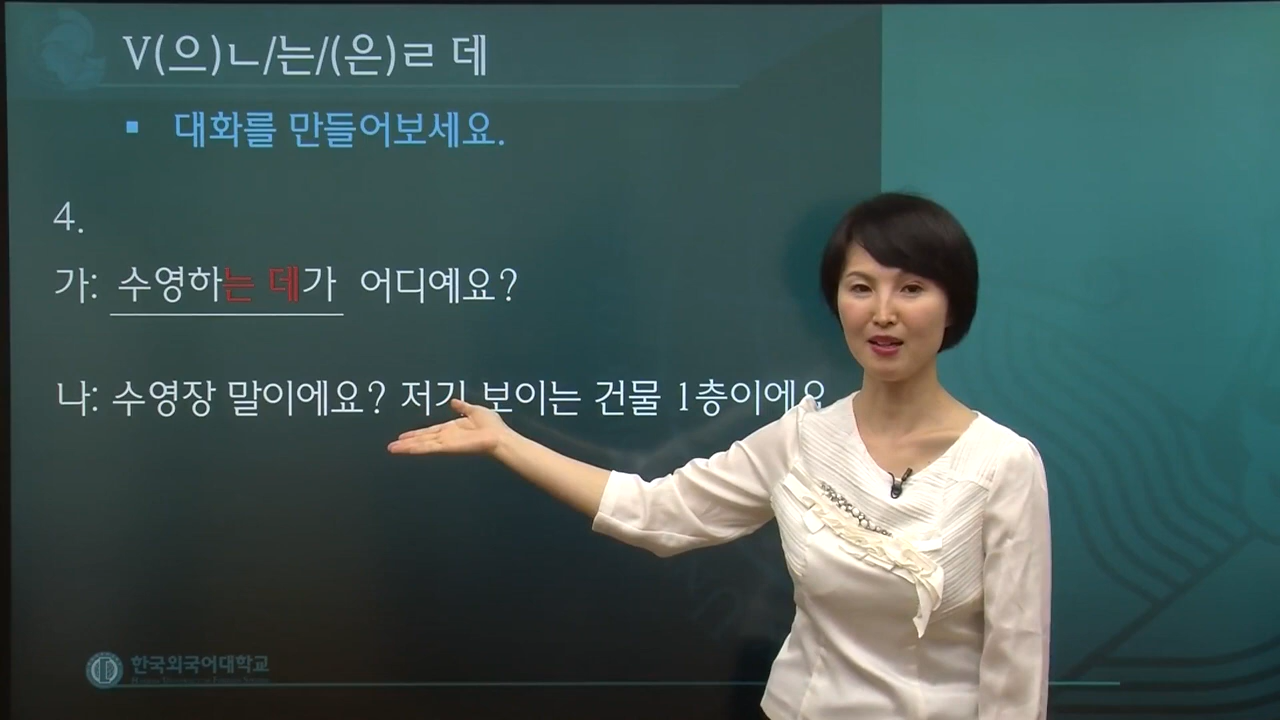 V(으)ㄴ/는/(은)ㄹ 데
▪ 대화를 만들어보세요.
4.
가: 수영하는 데가 어디예요?
나: 수영장 말이에요? 저기 보이는 건물 1층이에요
한국외국어대학교